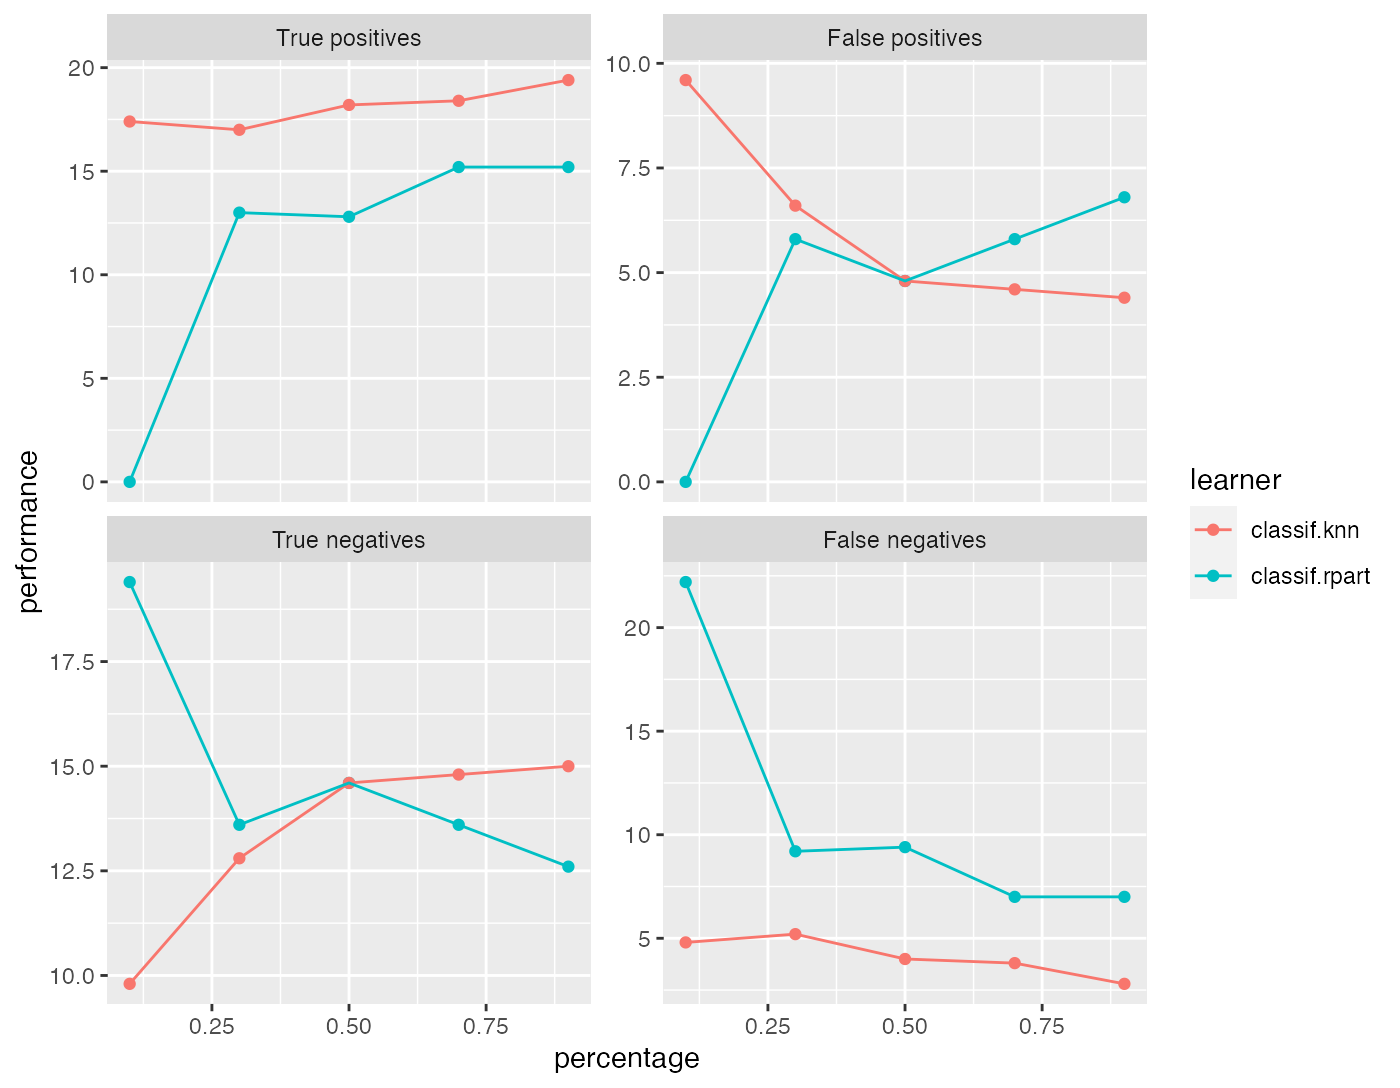 True positives
False positives
20
15
10
5
0
10.0
7.5
5.0
2.5
0.0
performance
True negatives
False negatives
17.5
15.0
12.5
10.0
20
15
10
5
0.25
0.50
0.75
0.25
0.50
0.75
percentage
learner
classif.knn
classif.rpart